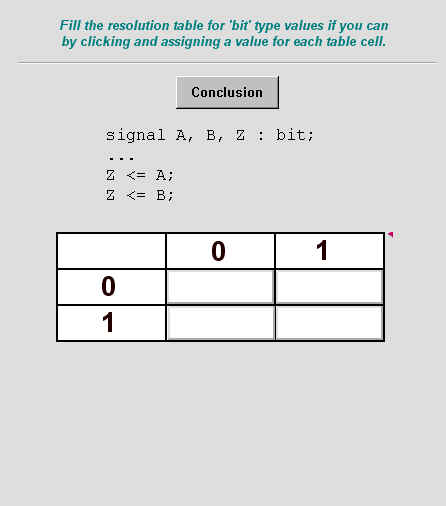 Fill the resolution table for 'bit' type values if you can
by clicking and assigning a value for each table cell.
Conclusion
signal A, B, Z : bit;
...
Z <= A;
Z <= B;
0 1
0
1